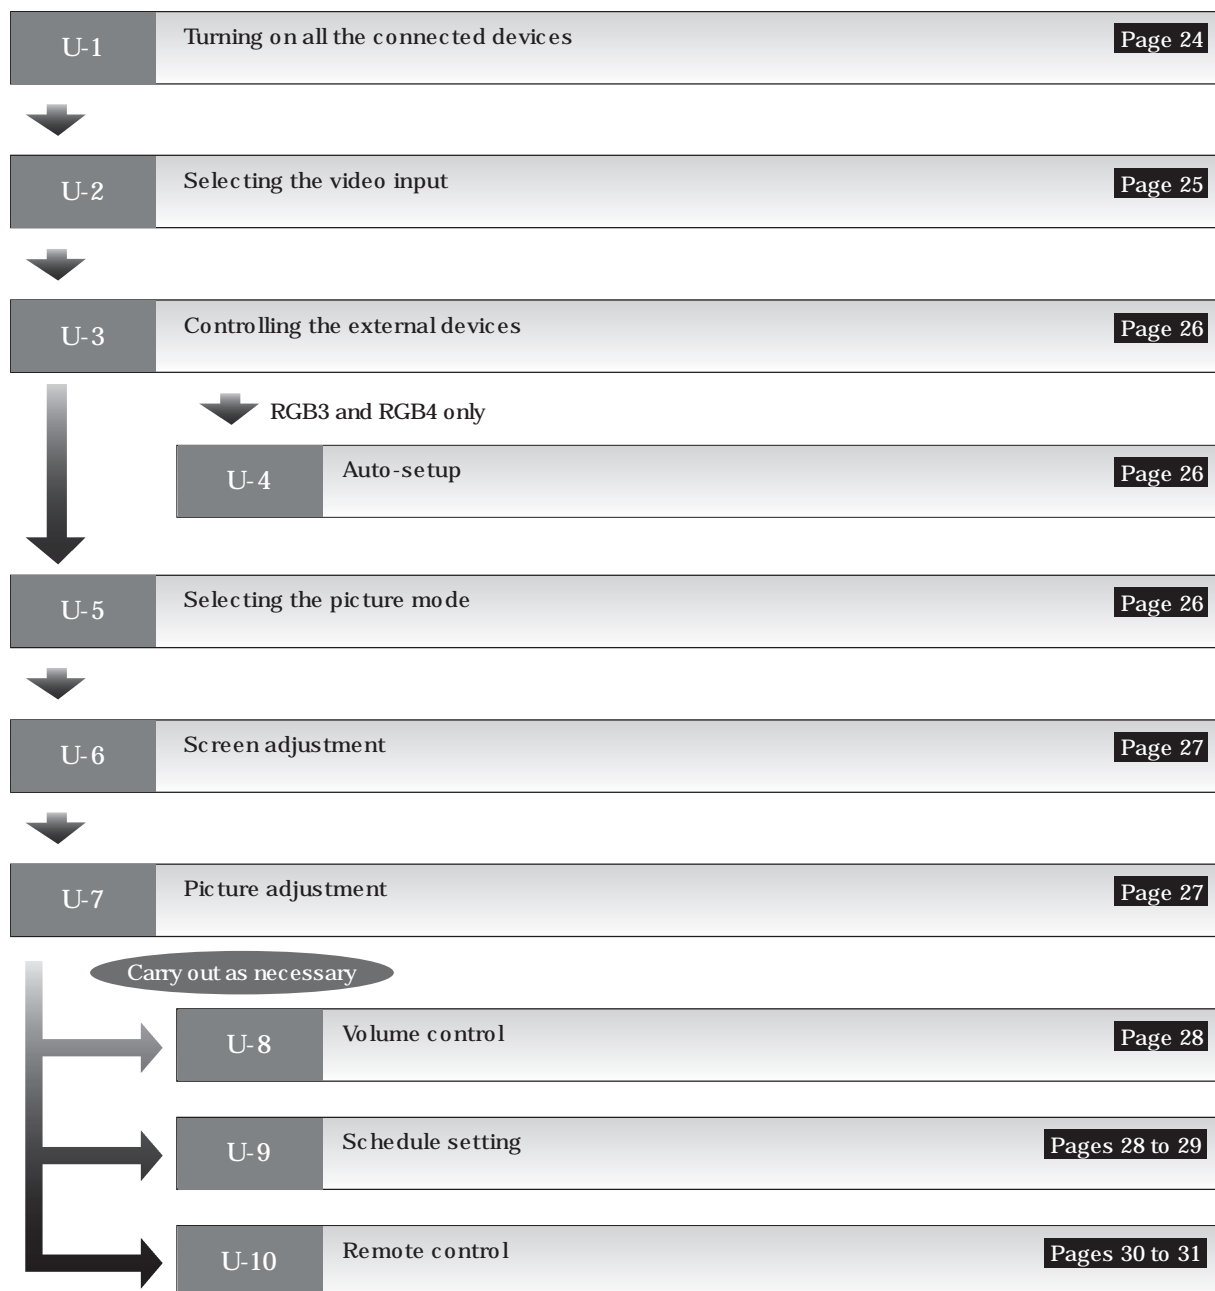 U-1 Turning on all the connected devices Page 24
U-2 Selecting the video input Page 25
U-3 Controlling the external devices Page 26
RGB3 and RGB4 only
U-4 Auto-setup Page 26
U-5 Selecting the picture mode Page 26
U-6 Screen adjustment Page 27
U-7 Picture adjustment Page 27
Carry out as necessary
U-8 Volume control Page 28
U-9 Schedule setting Pages 28 to 29
U-10 Remote control Pages 30 to 31